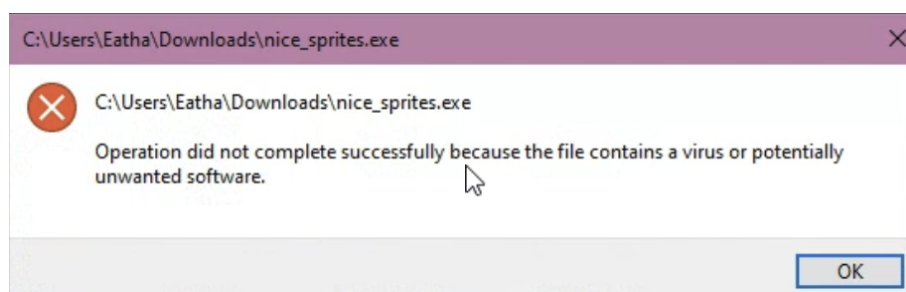 C:\Users\Eatha\Downloads\nice_sprites.exe
C:\Users\Eatha\Downloads\nice_sprites.exe
Operation did not complete successfully because the file contains a virus or potentially
unwanted software.
OK